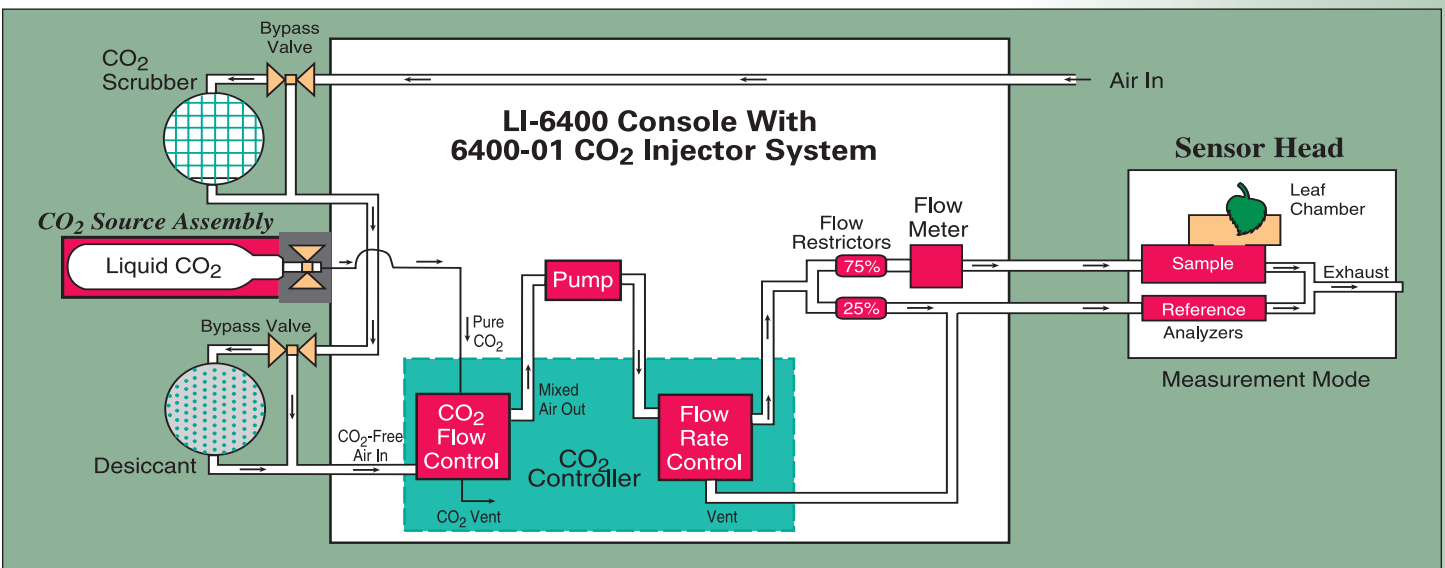 Bypass
Valve
CO2
Scrubber
Air In
LI-6400 Console With
6400-01 CO2 Injector System
Sensor Head
Leaf
Chamber
CO2 Source Assembly
Liquid CO2
Flow
Restrictors
Flow
Meter
75%
Sample
Exhaust
Pump
25%
Reference
Analyzers
Bypass Valve
Pure
CO2
Measurement Mode
Mixed
Air Out
CO2
Flow
Control
Flow
Rate
Control
CO2-Free
Air In
CO2
Controller
Desiccant
CO2 Vent
Vent